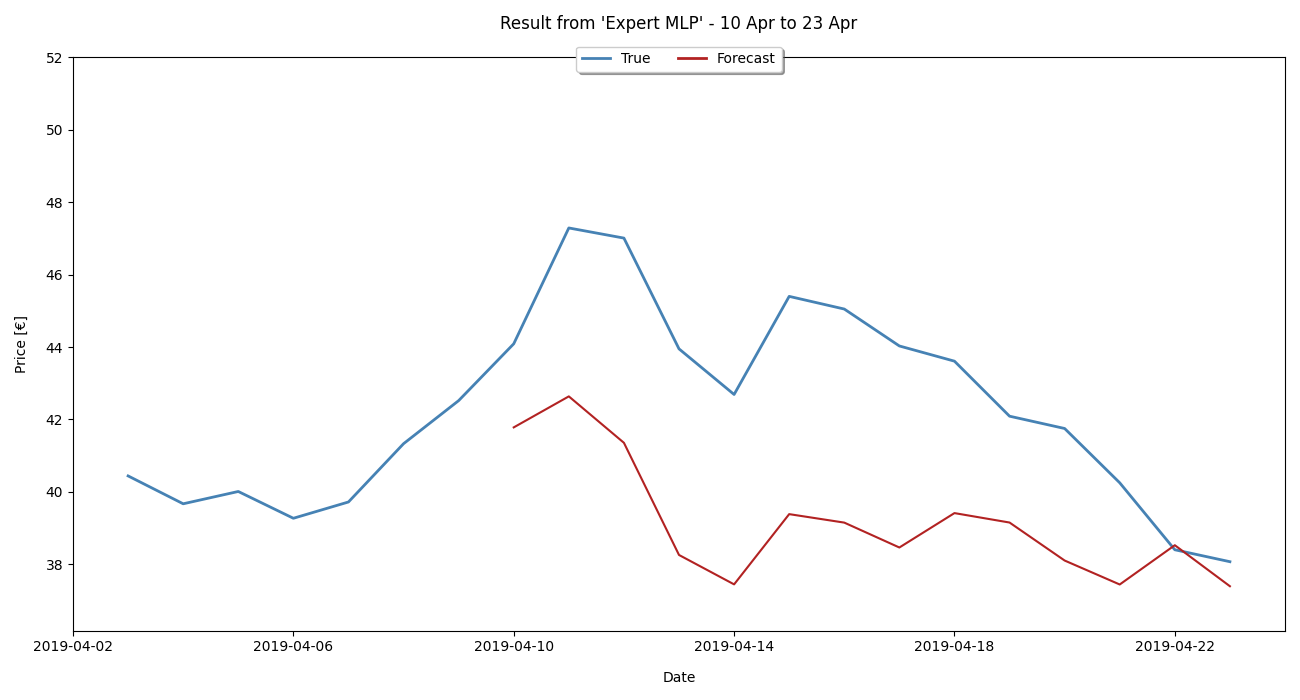 Result from 'Expert MLP' - 10 Apr to 23 Apr
True Forecast
52
50
48
46
44
42
40
38
Price [€]
2019-04-02 2019-04-06 2019-04-10 2019-04-14 2019-04-18 2019-04-22
Date